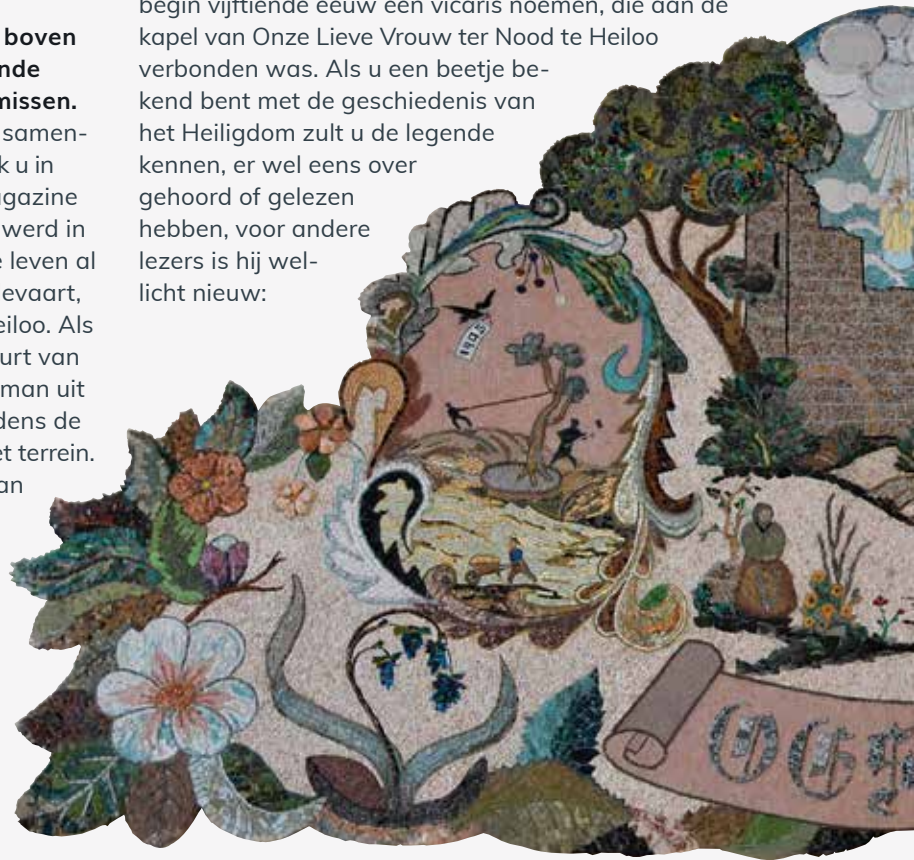 boven
nde
missen.
samen-
k u in
gazine
werd in
e leven al
evaart,
eiloo. Als
urt van
man uit
dens de
et terrein.
an
begin vijftiende eeuw een vicaris noemen, die aan de
kapel van Onze Lieve Vrouw ter Nood te Heiloo
verbonden was. Als u een beetje be-
kend bent met de geschiedenis van
het Heiligdom zult u de legende
kennen, er wel eens over
gehoord of gelezen
hebben, voor andere
lezers is hij wel-
licht nieuw:
1905